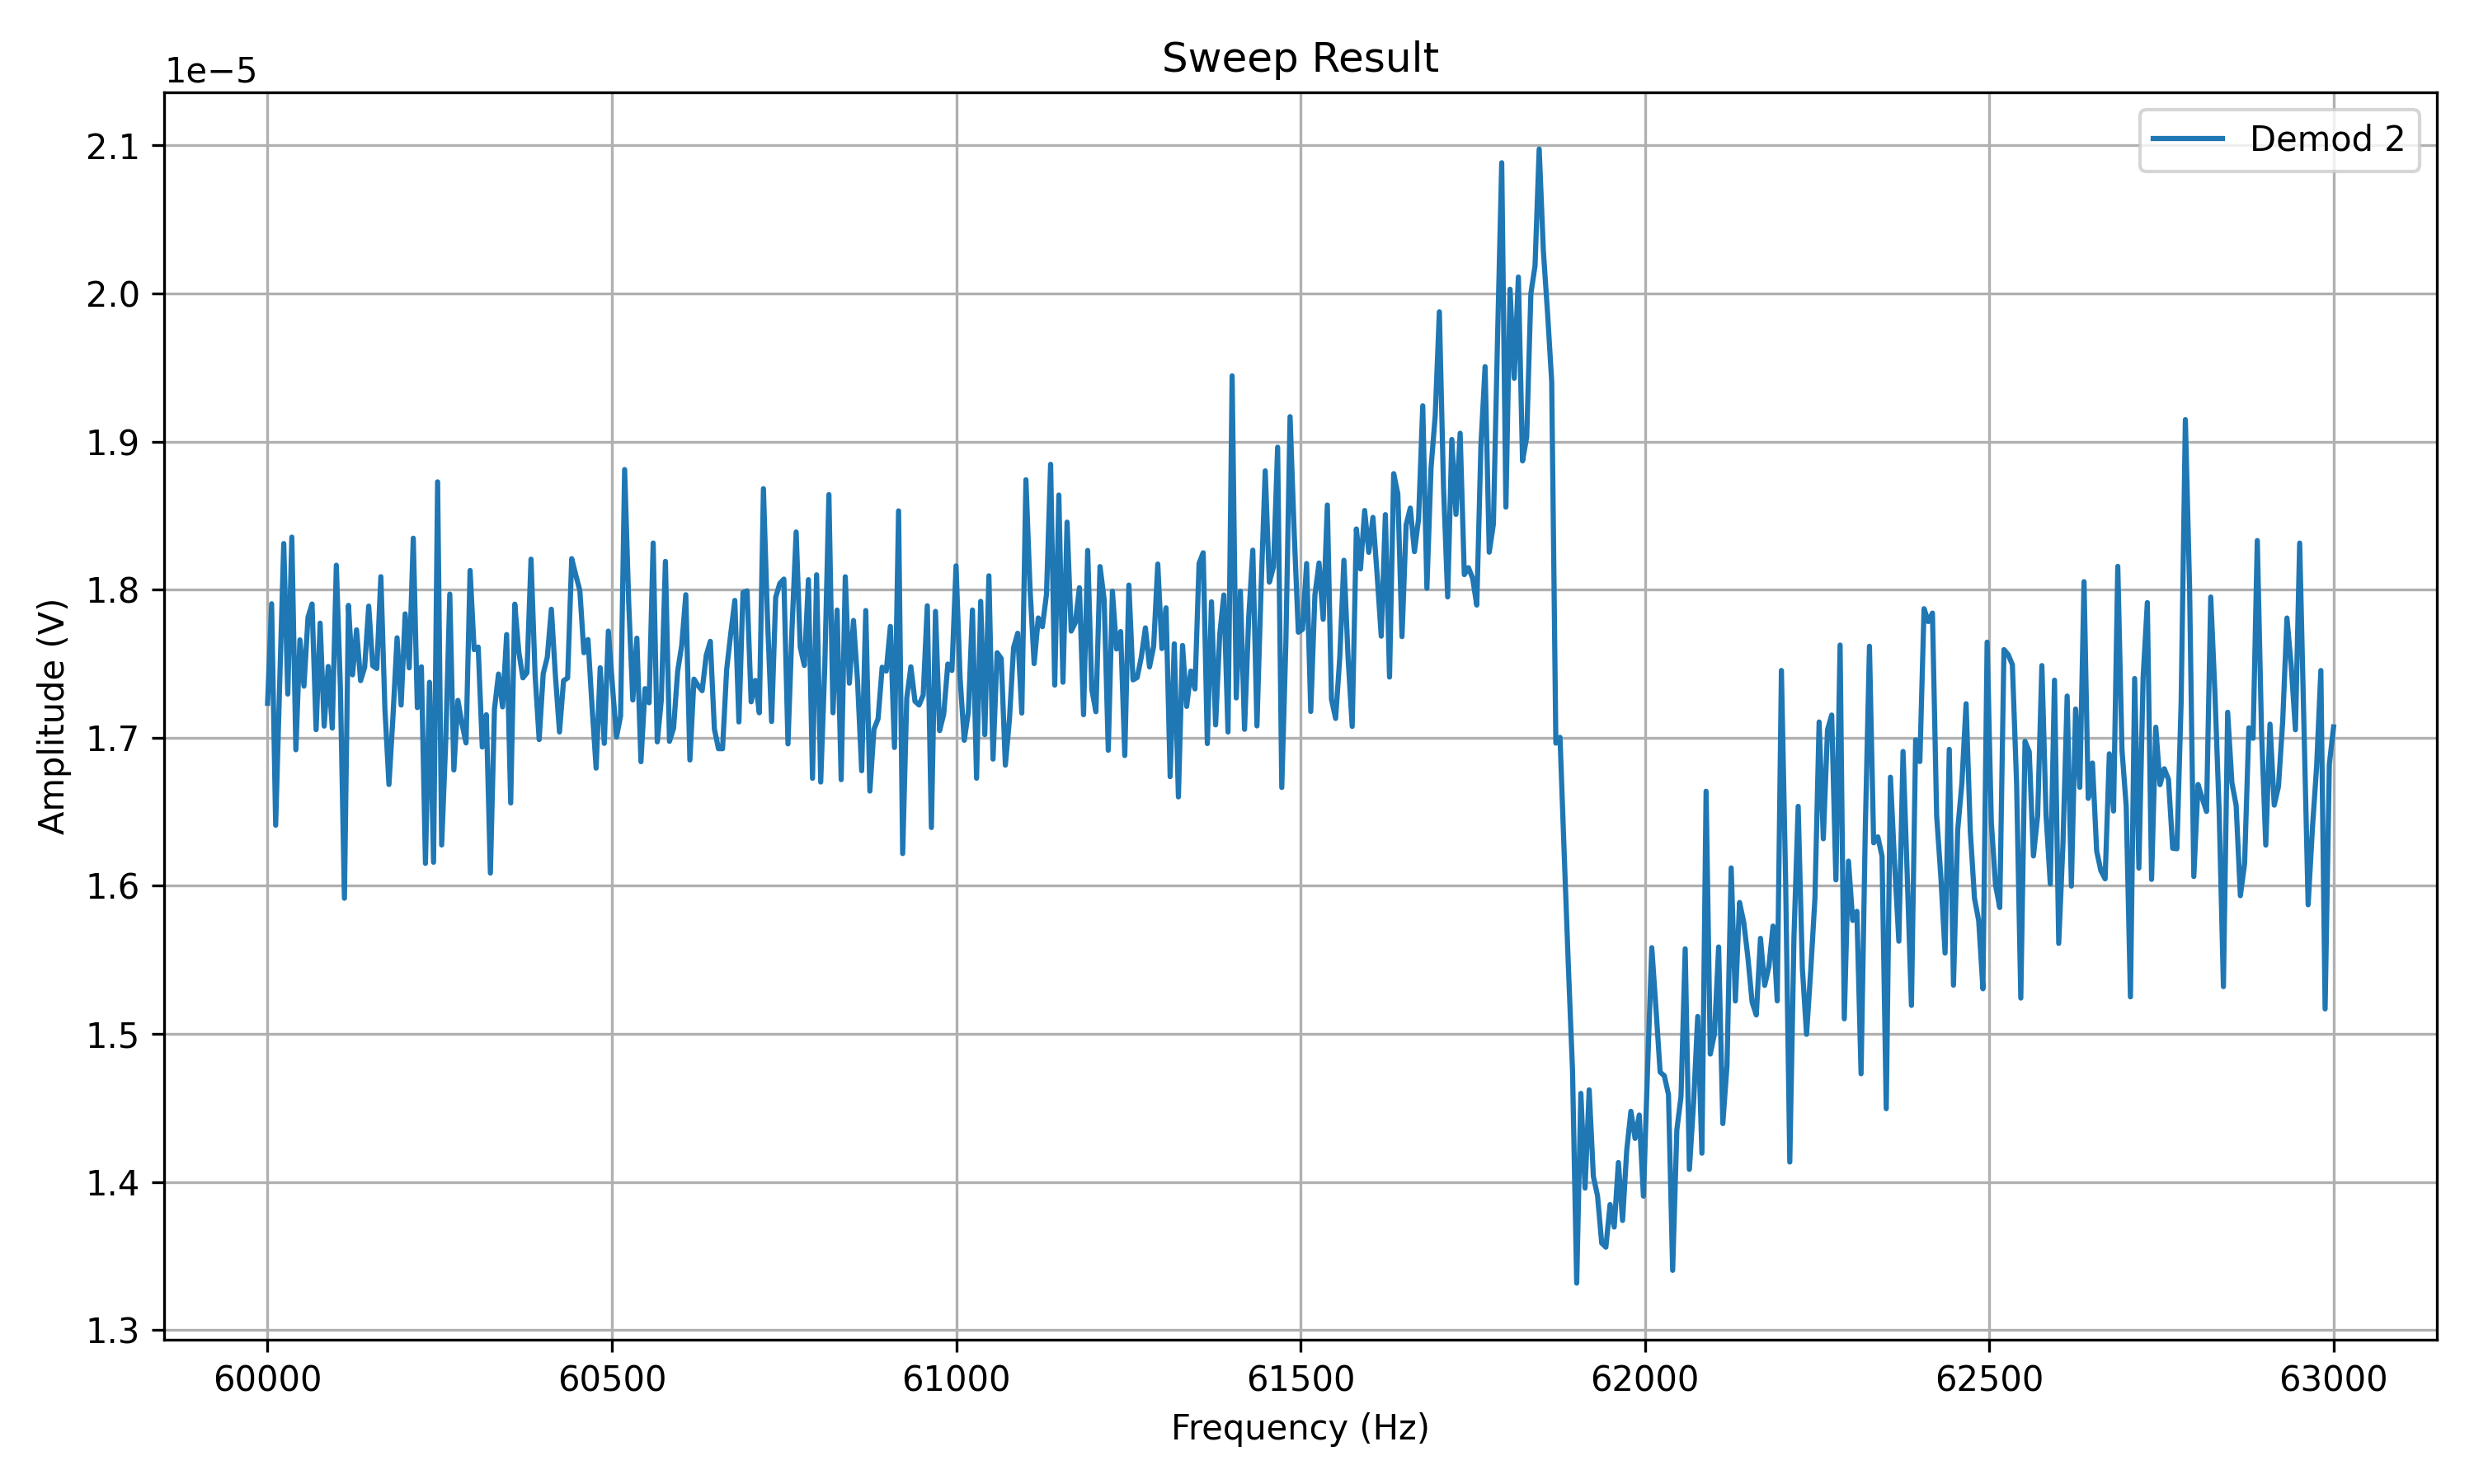 Sweep Result
1e−5
Demod 2
2.1
2.0
1.9
1.8
1.7
1.6
1.5
1.4
1.3
Amplitude (V)
60000 60500 61000 61500 62000 62500 63000
Frequency (Hz)